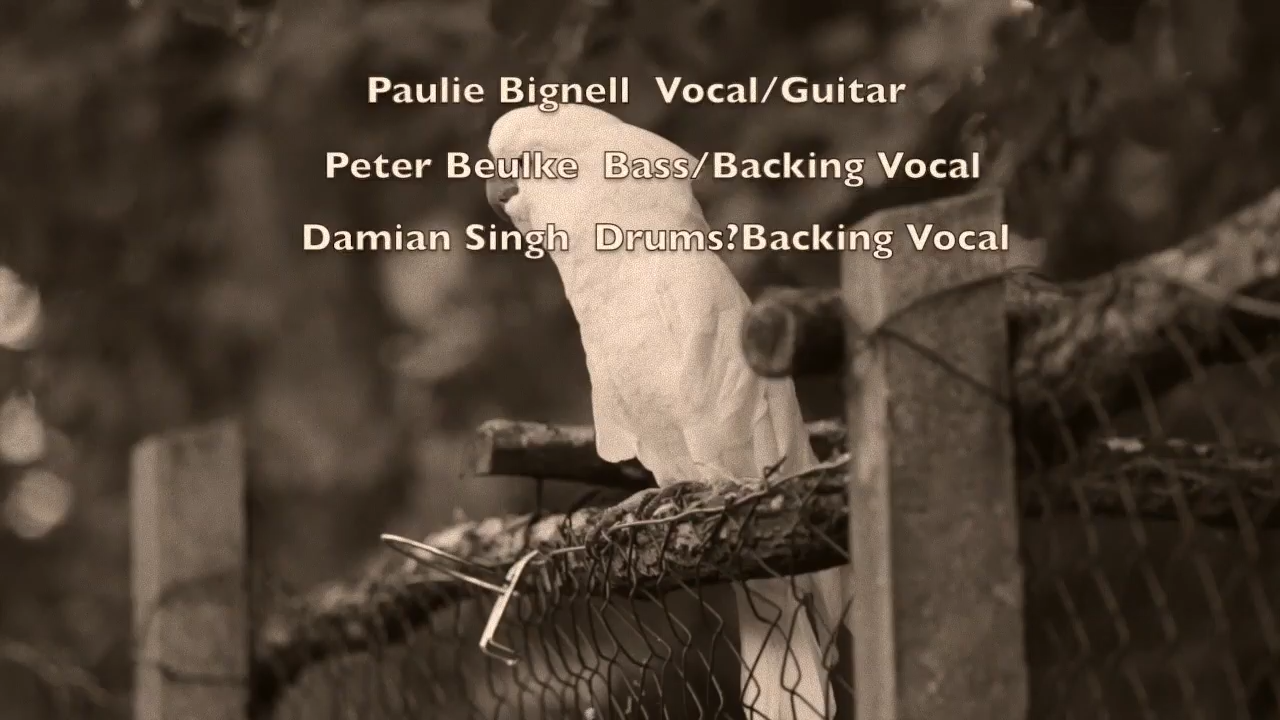 Paulie Bignell  Vocal/Guitar
Peter Beulke  Bass/Backing Vocal
Damian Singh  Drums?Backing Vocal